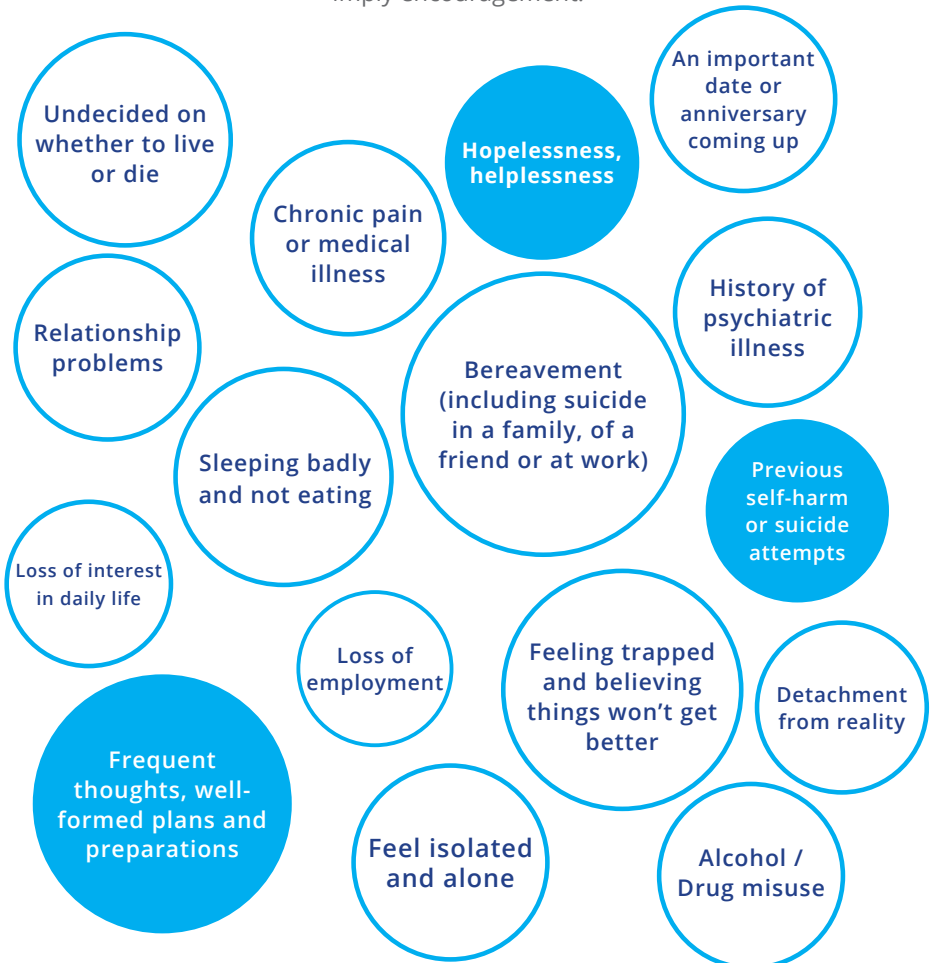 imply encouragement.
An important
date or
anniversary
coming up
Undecided on
whether to live
or die
Hopelessness,
helplessness
Chronic pain
or medical
illness
History of
psychiatric
illness
Relationship
problems
Bereavement
(including suicide
in a family, of a
friend or at work)
Sleeping badly
and not eating
Previous
self-harm
or suicide
attempts
Loss of interest
in daily life
Loss of
employment
Feeling trapped
and believing
things won’t get
better
Detachment
from reality
Frequent
thoughts, well-
formed plans and
preparations
Feel isolated
and alone
Alcohol /
Drug misuse